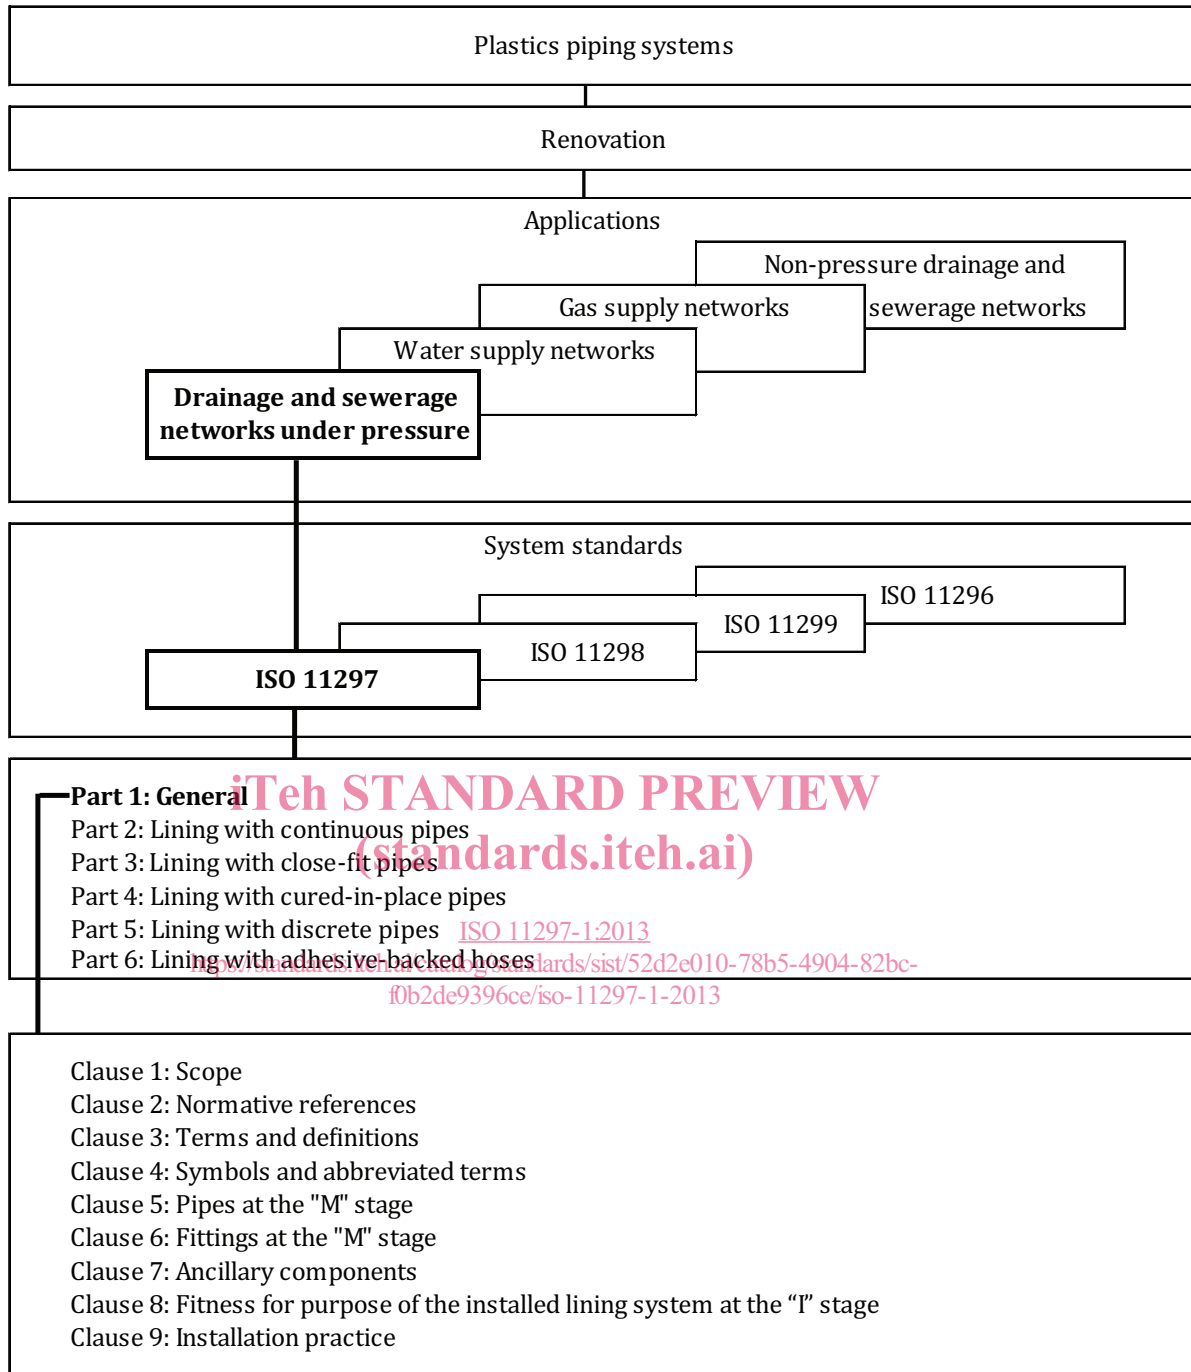 Plastics piping systems
Renovation
Applications
Non-pressure drainage and
sewerage networks
Gas supply networks
Water supply networks
Drainage and sewerage
networks under pressure
System standards
ISO 11296
ISO 11299
ISO 11298
ISO 11297
iTeh STANDARD PREVIEW
(standards.iteh.ai)
ISO 11297-1:2013
https://standards.iteh.ai/catalog/standards/sist/52d2e010-78b5-4904-82bc-
f0b2de9396ce/iso-11297-1-2013
Part 1: General
Part 2: Lining with continuous pipes
Part 3: Lining with close-fit pipes
Part 4: Lining with cured-in-place pipes
Part 5: Lining with discrete pipes
Part 6: Lining with adhesive-backed hoses
Clause 1: Scope
Clause 2: Normative references
Clause 3: Terms and definitions
Clause 4: Symbols and abbreviated terms
Clause 5: Pipes at the "M" stage
Clause 6: Fittings at the "M" stage
Clause 7: Ancillary components
Clause 8: Fitness for purpose of the installed lining system at the “I” stage
Clause 9: Installation practice